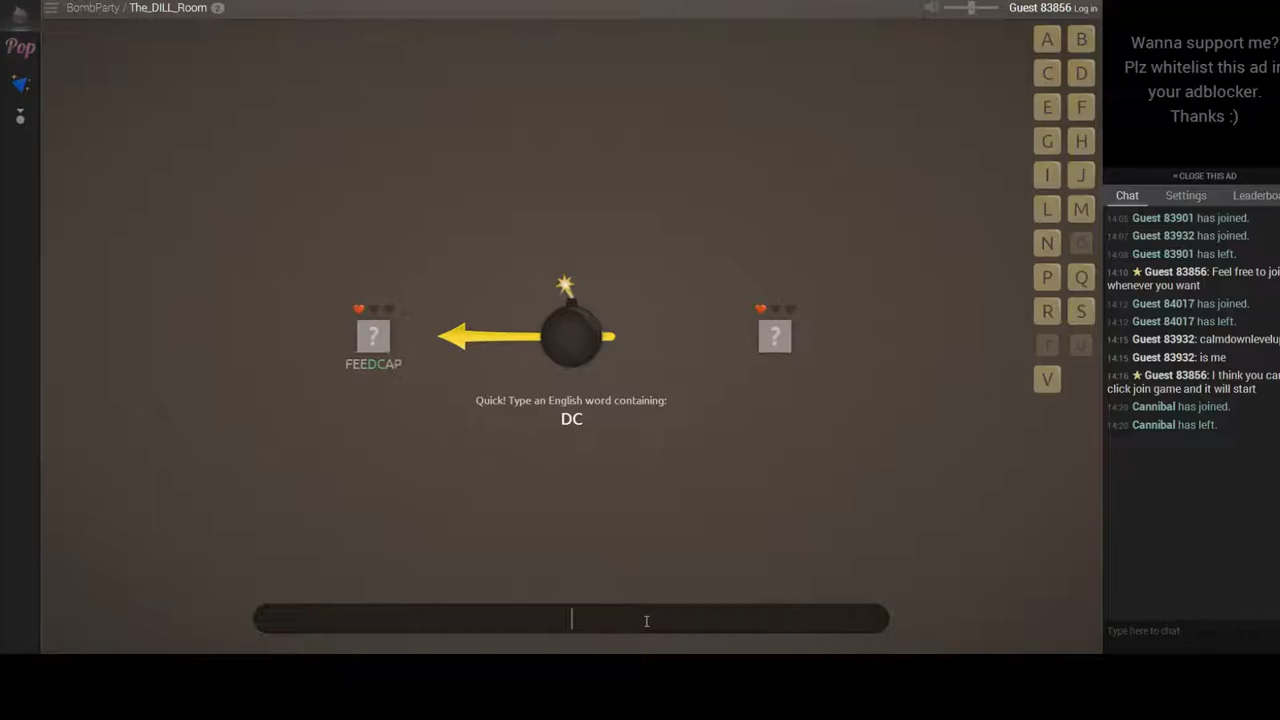 BombParty / The_DILL_Room 2
Guest 83856 Log in
Pop
A B
C D
E F
G H
I J
L M
N O
P Q
R S
T U
V
?
FEEDCAP
?
Quick! Type an English word containing:
DC
Wanna support me?
Plz whitelist this ad in
your adblocker.
Thanks :)
× CLOSE THIS AD
Chat Settings Leaderbo
14:05 Guest 83901 has joined.
14:07 Guest 83932 has joined.
14:08 Guest 83901 has left.
14:10 ★ Guest 83856: Feel free to joi
whenever you want
14:12 Guest 84017 has joined.
14:12 Guest 84017 has left.
14:15 Guest 83932: calmdownlevelup
14:15 Guest 83932: is me
14:16 ★ Guest 83856: I think you can
click join game and it will start
14:20 Cannibal has joined.
14:20 Cannibal has left.
Type here to chat